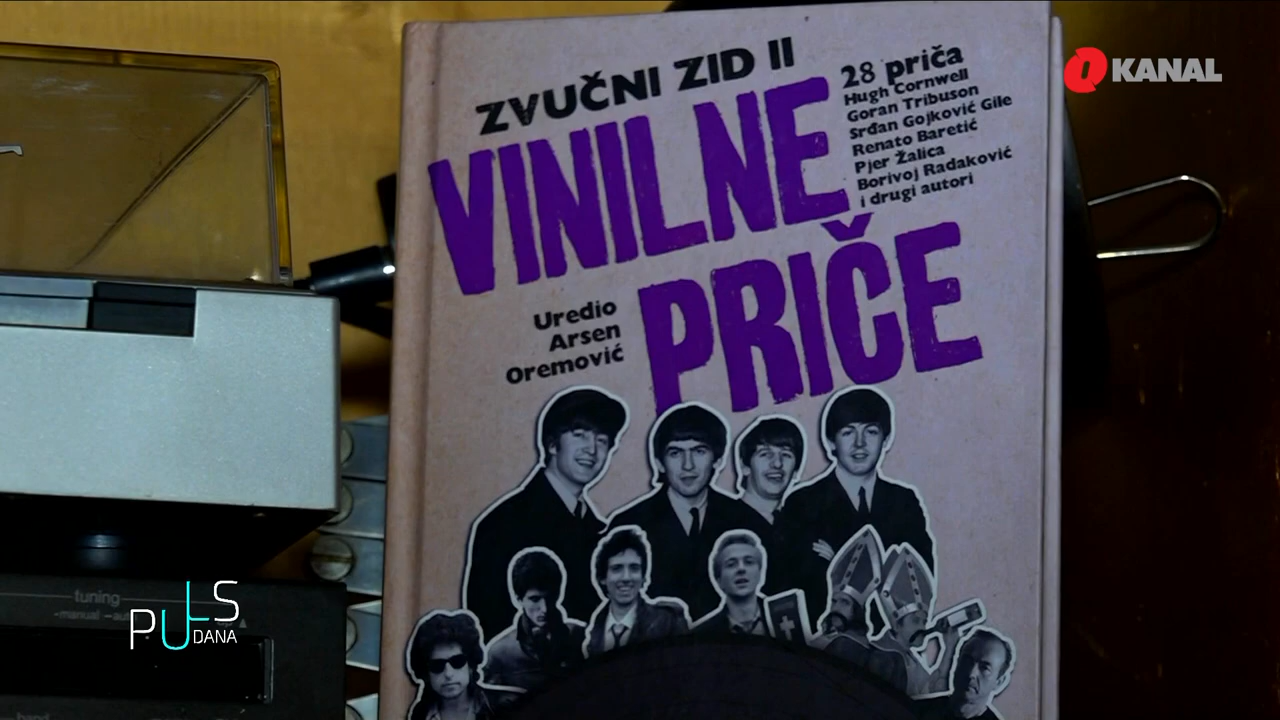 ZVUČNI ZID II
VINILNE
PRIČE
28 priča
Hugh Cornwell
Goran Tribuson
Srđan Gojković Gile
Renato Baretić
Pjer Žalica
Borivoj Radaković
i drugi autori
Uredio
Arsen
Oremović
O KANAL
tuning
PULS
DANA